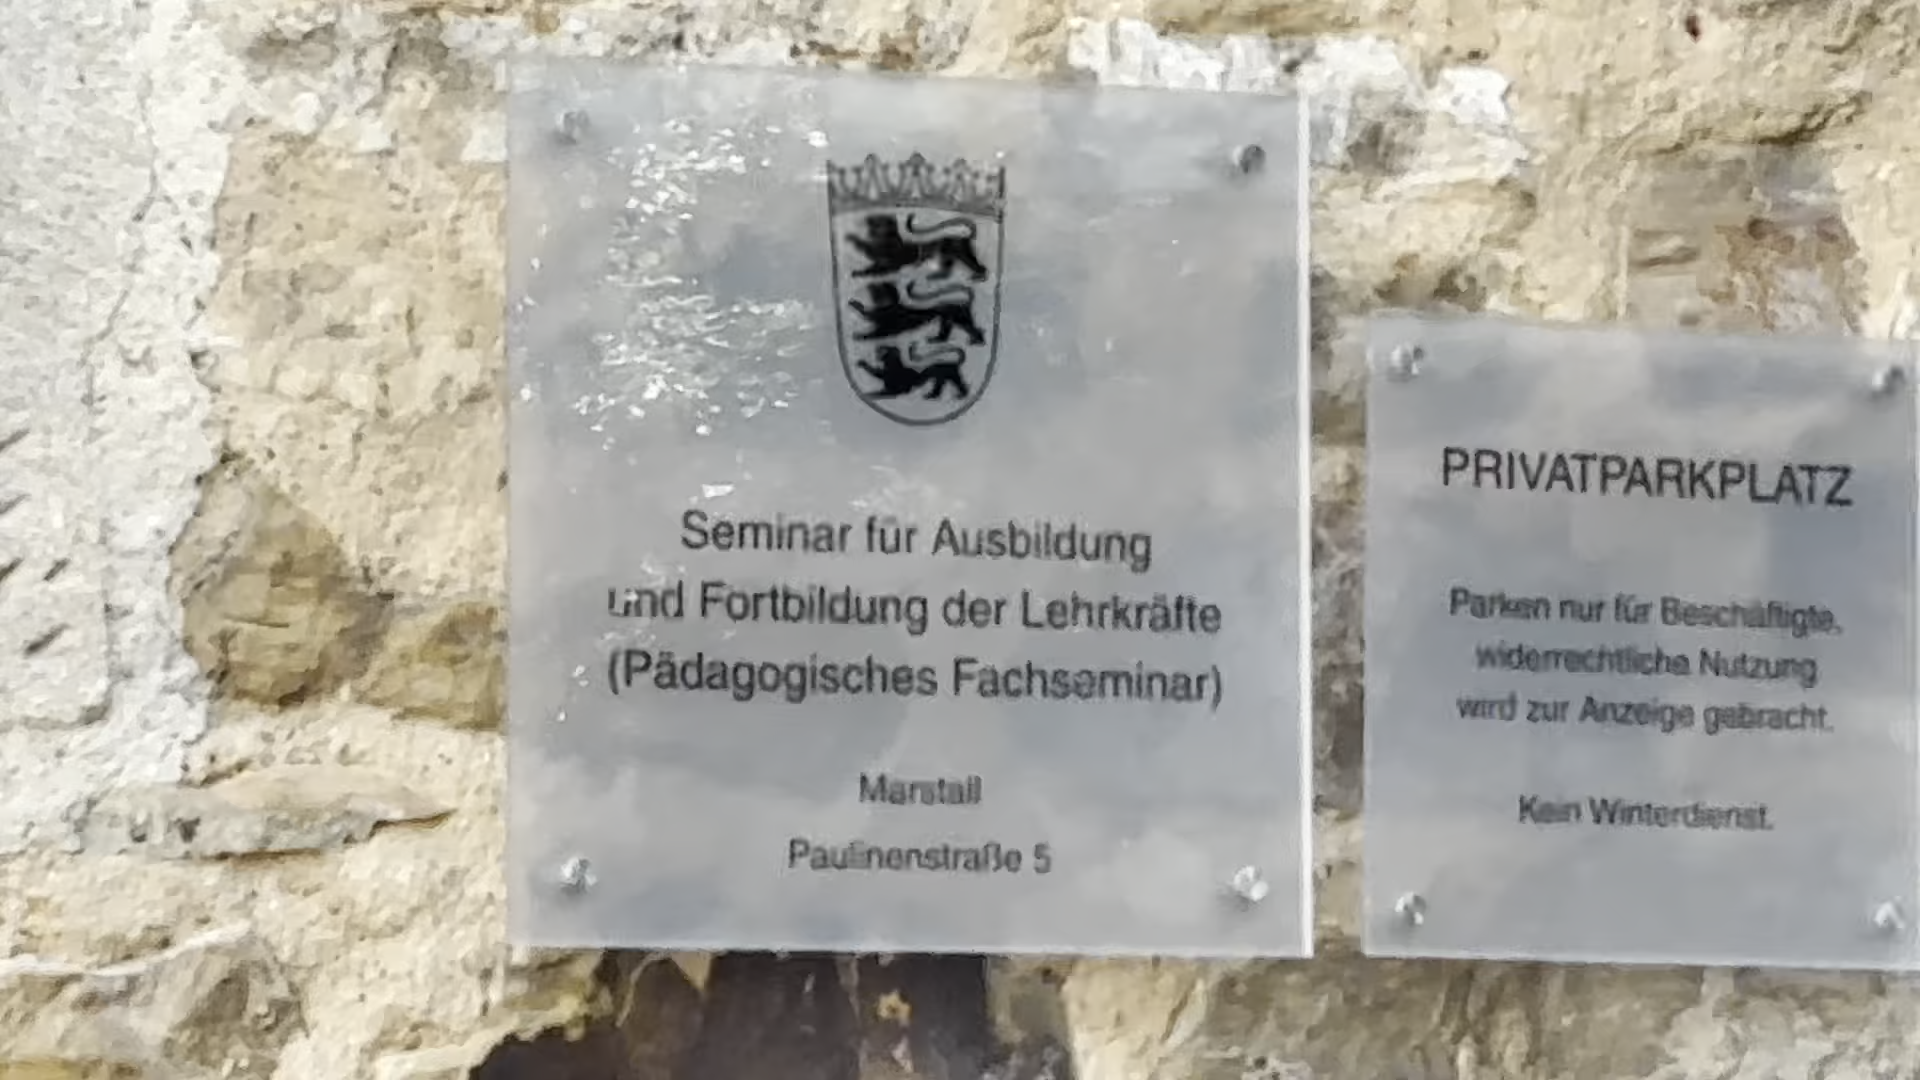 Seminar für Ausbildung
und Fortbildung der Lehrkräfte
(Pädagogisches Fachseminar)
Marstall
Paulinenstraße 5
PRIVATPARKPLATZ
Parken nur für Beschäftigte,
widerrechtliche Nutzung
wird zur Anzeige gebracht.
Kein Winterdienst.